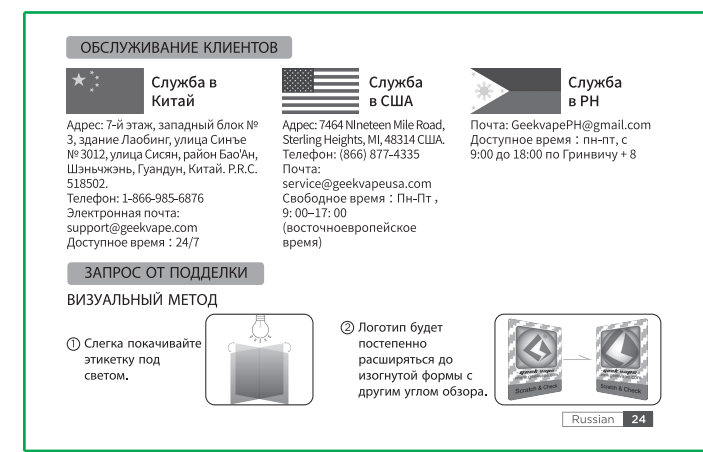 ОБСЛУЖИВАНИЕ КЛИЕНТОВ
Служба в
Китай
Адрес: 7-й этаж, западный блок №
3, здание Лаобинг, улица Синъе
№ 3012, улица Сисян, район Бао'Ан,
Шэньчжэнь, Гуандун, Китай. P.R.C.
518502.
Телефон: 1-866-985-6876
Электронная почта:
support@geekvape.com
Доступное время：24/7
Служба
в США
Адрес: 7464 NIneteen Mile Road,
Sterling Heights, MI, 48314 США.
Телефон: (866) 877-4335
Почта:
service@geekvapeusa.com
Свободное время：Пн-Пт ,
9: 00–17: 00
(восточноевропейское
время)
Служба
в PH
Почта: GeekvapePH@gmail.com
Доступное время：пн-пт, с
9:00 до 18:00 по Гринвичу + 8
ЗАПРОС ОТ ПОДДЕЛКИ
ВИЗУАЛЬНЫЙ МЕТОД
① Слегка покачивайте
этикетку под
светом.
② Логотип будет
постепенно
расширяться до
изогнутой формы с
другим углом обзора.
geek vape
Scratch & Check
geek vape
Scratch & Check
Russian 24